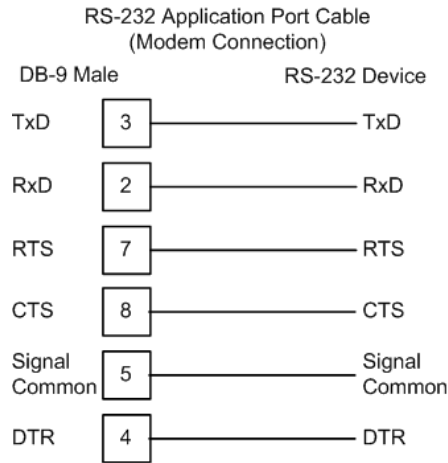 RS-232 Application Port Cable
(Modem Connection)
DB-9 Male RS-232 Device
TxD 3 TxD
RxD 2 RxD
RTS 7 RTS
CTS 8 CTS
Signal Common 5 Signal Common
DTR 4 DTR